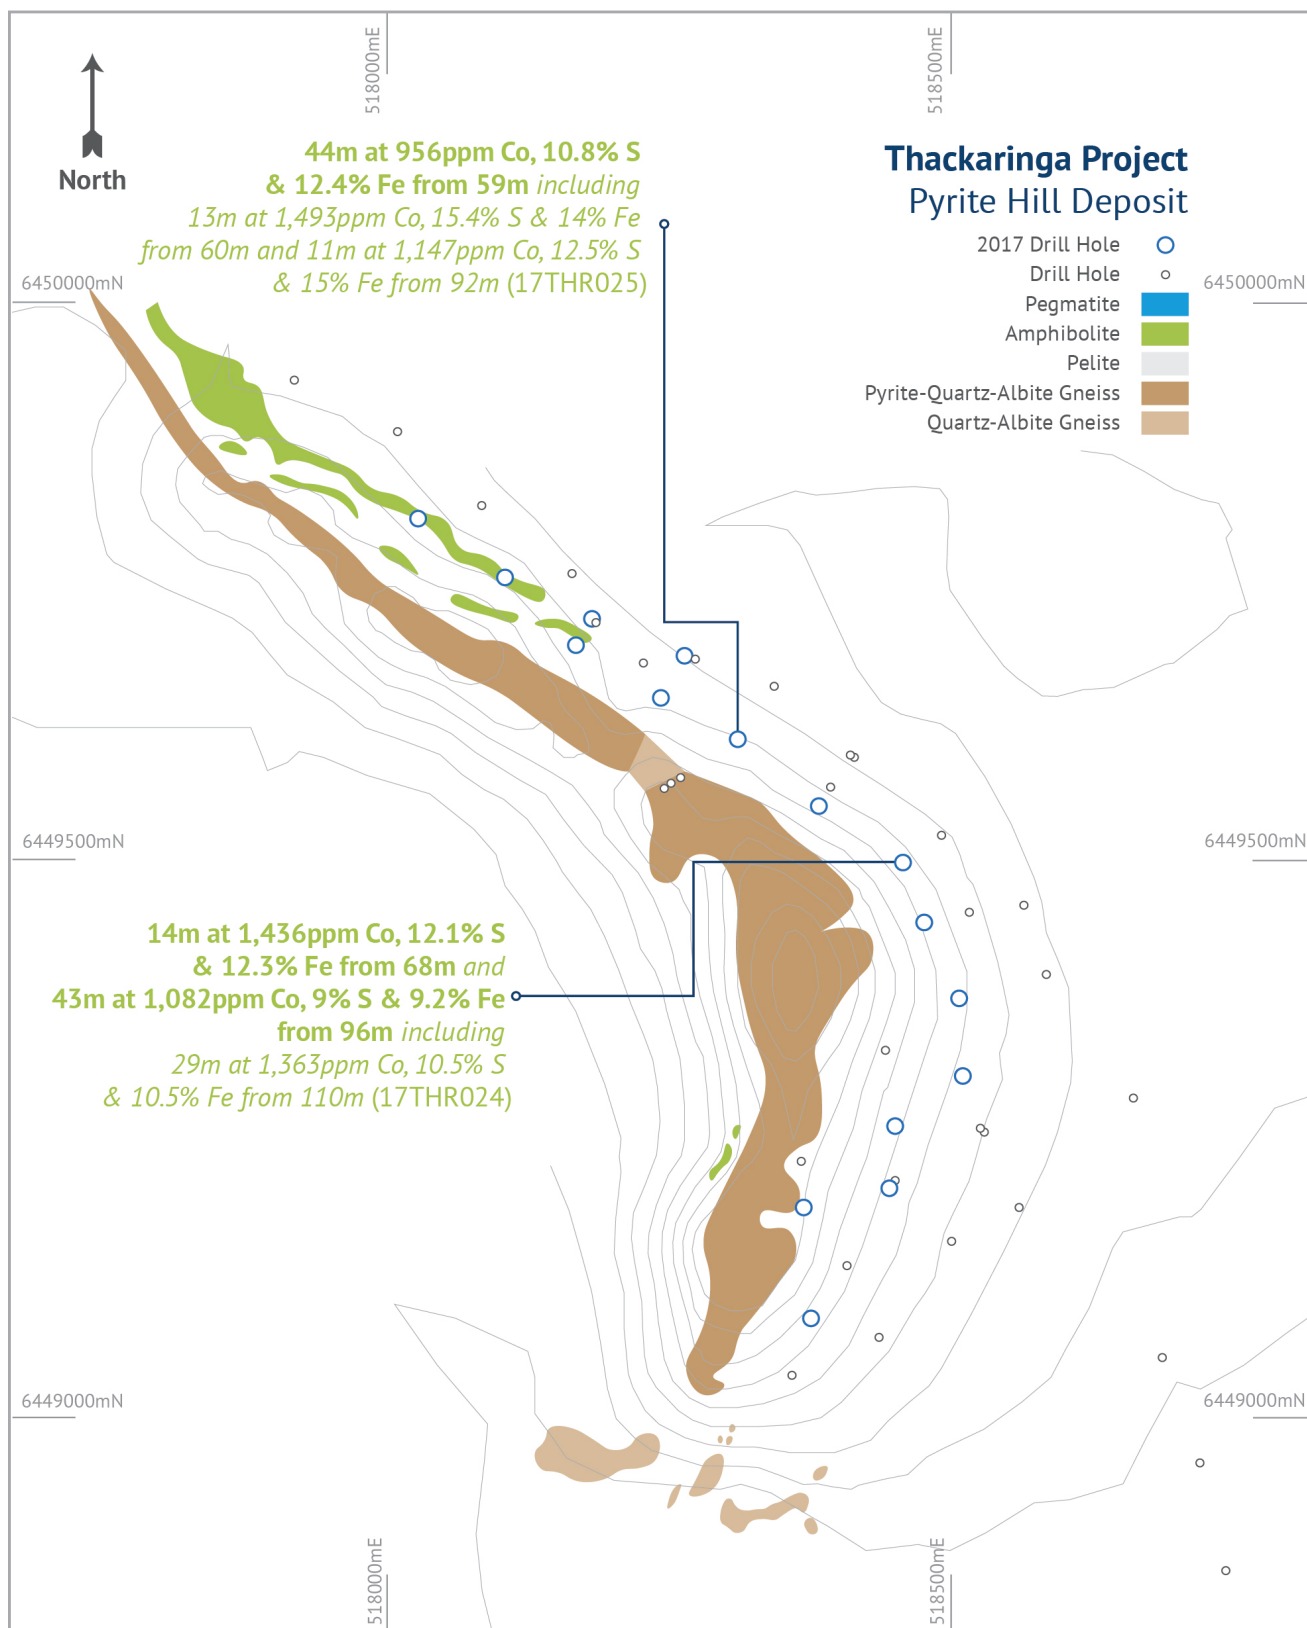 518000mE
518500mE
North
44m at 956ppm Co, 10.8% S
& 12.4% Fe from 59m including
13m at 1,493ppm Co, 15.4% S & 14% Fe
from 60m and 11m at 1,147ppm Co, 12.5% S
& 15% Fe from 92m (17THR025)
Thackaringa Project
Pyrite Hill Deposit
2017 Drill Hole
Drill Hole
Pegmatite
Amphibolite
Pelite
Pyrite-Quartz-Albite Gneiss
Quartz-Albite Gneiss
6450000mN
6450000mN
6449500mN
6449500mN
14m at 1,436ppm Co, 12.1% S
& 12.3% Fe from 68m and
43m at 1,082ppm Co, 9% S & 9.2% Fe
from 96m including
29m at 1,363ppm Co, 10.5% S
& 10.5% Fe from 110m (17THR024)
6449000mN
6449000mN
518000mE
518500mE